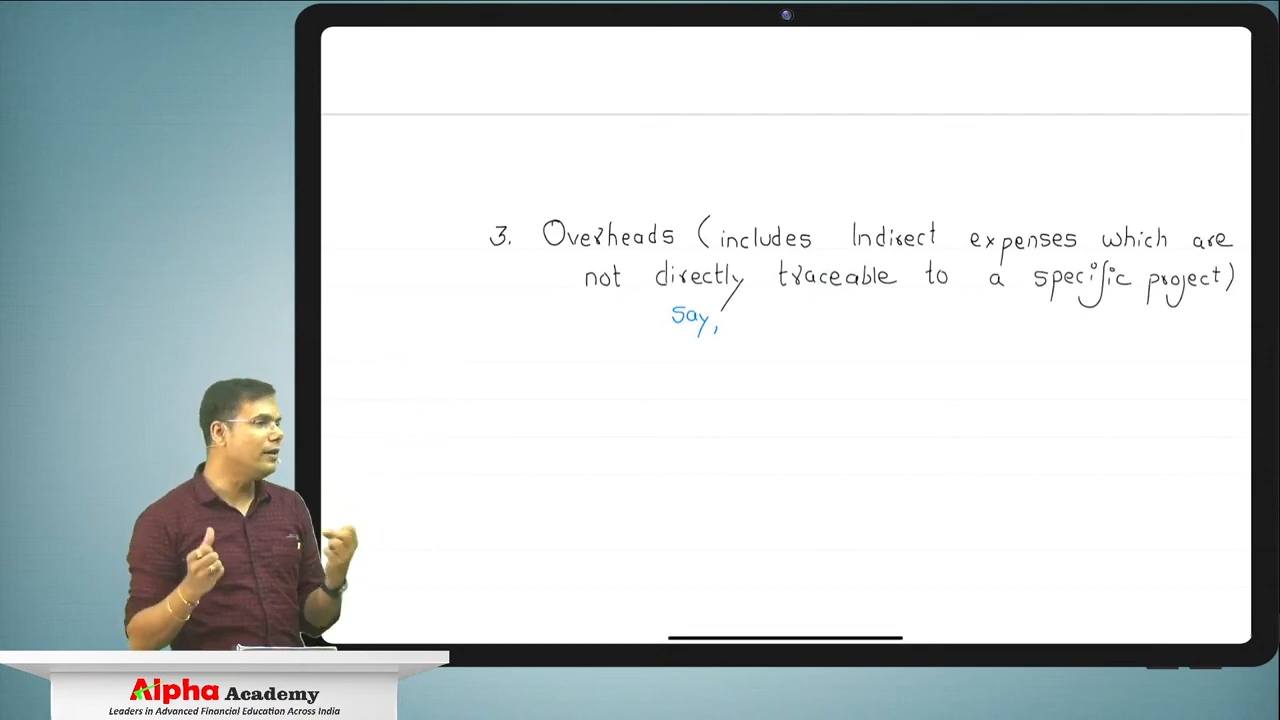 3. Overheads (includes Indirect expenses which are
not directly traceable to a specific project)
say,
Alpha Academy
Leaders in Advanced Financial Education Across India